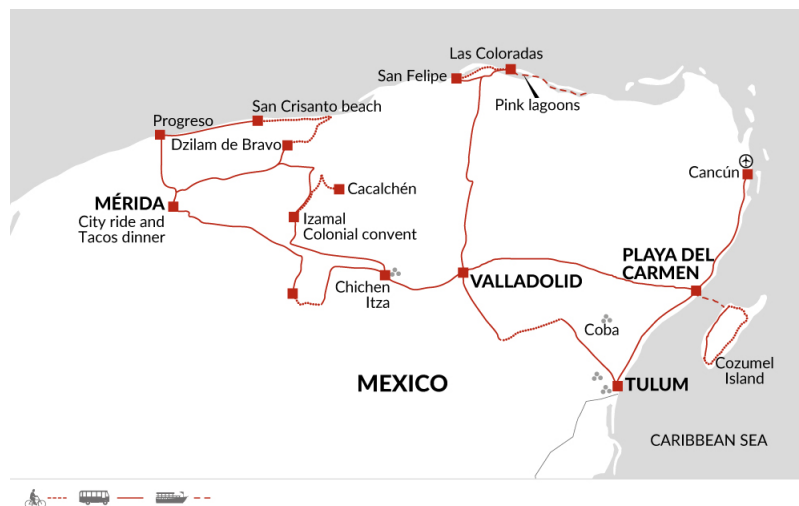 Las Coloradas
San Felipe
Pink lagoons
San Crisanto beach
Progreso
Dzilam de Bravo
Cancún
Cacalchén
MÉRIDA
City ride and
Tacos dinner
Izamal
Colonial convent
PLAYA DEL
CARMEN
VALLADOLID
Chichen
Itza
Coba
Cozumel
Island
MEXICO
TULUM
CARIBBEAN SEA